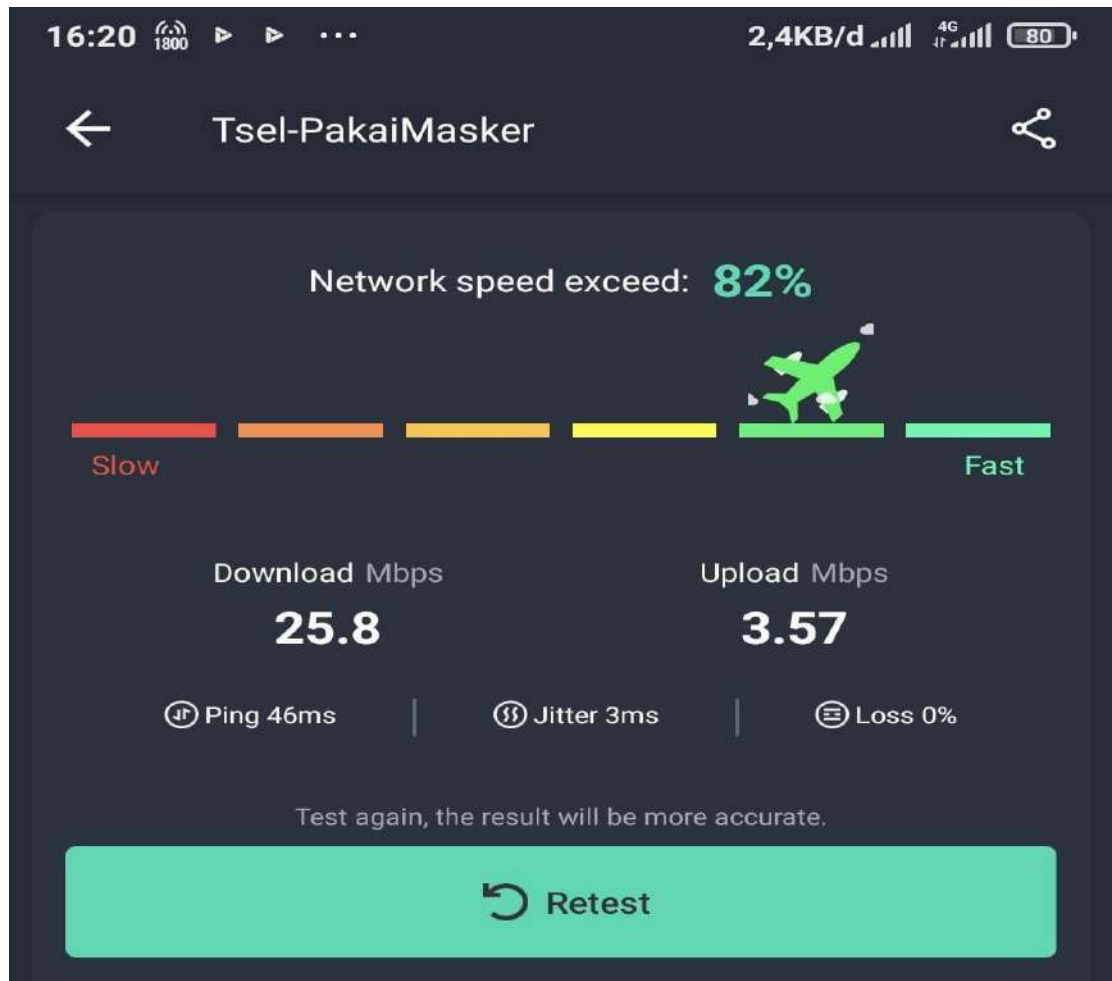 16:20 1800 ... 2,4KB/d 4G 80
Tsel-PakaiMasker
Network speed exceed: 82%
Slow Fast
Download Mbps Upload Mbps
25.8 3.57
Ping 46ms Jitter 3ms Loss 0%
Test again, the result will be more accurate.
Retest